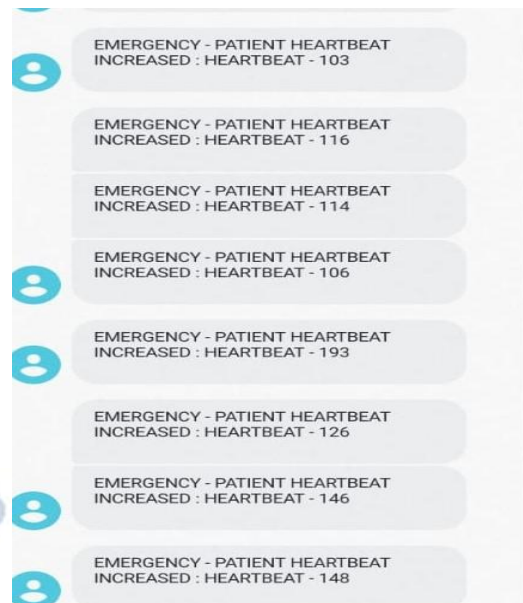 EMERGENCY - PATIENT HEARTBEAT
INCREASED : HEARTBEAT - 103
EMERGENCY - PATIENT HEARTBEAT
INCREASED : HEARTBEAT - 116
EMERGENCY - PATIENT HEARTBEAT
INCREASED : HEARTBEAT - 114
EMERGENCY - PATIENT HEARTBEAT
INCREASED : HEARTBEAT - 106
EMERGENCY - PATIENT HEARTBEAT
INCREASED : HEARTBEAT - 193
EMERGENCY - PATIENT HEARTBEAT
INCREASED : HEARTBEAT - 126
EMERGENCY - PATIENT HEARTBEAT
INCREASED : HEARTBEAT - 146
EMERGENCY - PATIENT HEARTBEAT
INCREASED : HEARTBEAT - 148